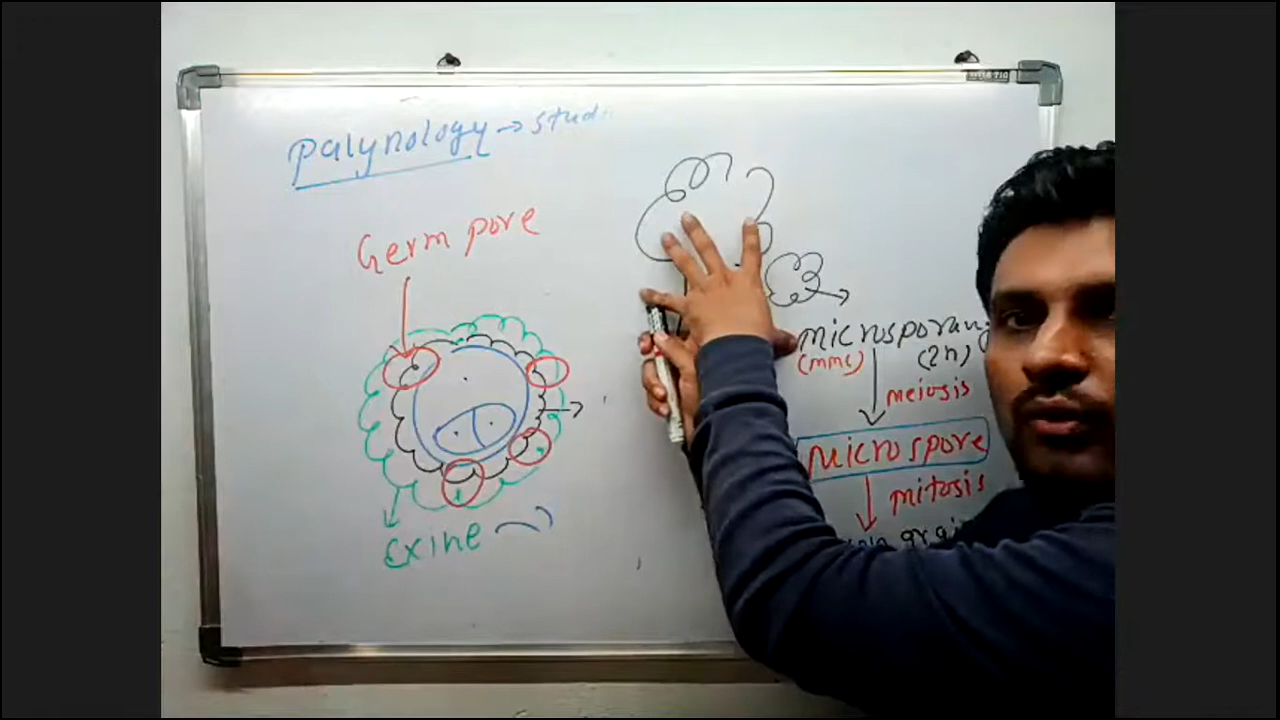 Palynology → stud
Germ pore
microsporang
(mmc)
(2n)
meiosis
Microspore
mitosis
grai
Exine